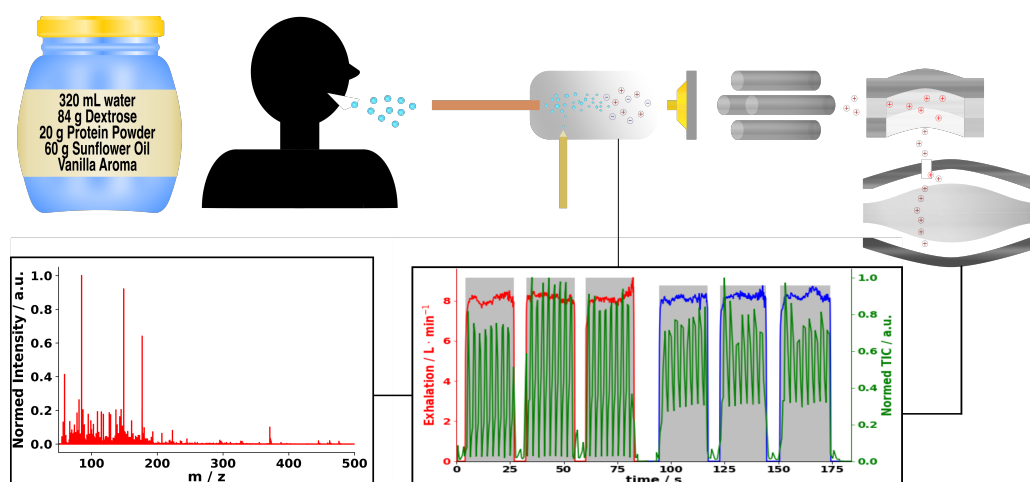 320 mL water
84 g Dextrose
20 g Protein Powder
60 g Sunflower Oil
Vanilla Aroma
Normed Intensity / a.u.
1.0
0.8
0.6
0.4
0.2
0.0
100 200 300 400 500
m / z
Exhalation / L · min⁻¹
8
6
4
2
0
0 25 50 75 100 125 150 175
time / s
1.0
0.8
0.6
0.4
0.2
0.0
Normed TIC / a.u.